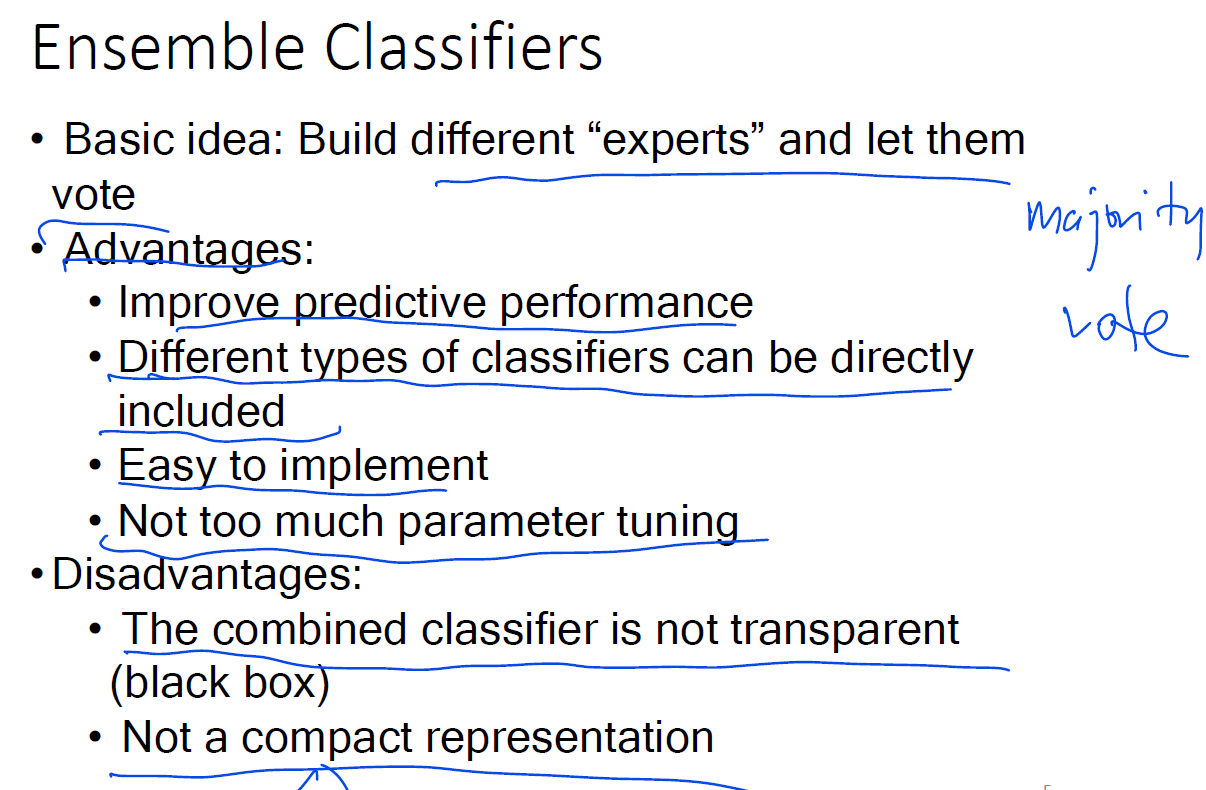 Ensemble Classifiers
• Basic idea: Build different “experts” and let them
vote
majority
vote
• Advantages:
• Improve predictive performance
• Different types of classifiers can be directly
included
• Easy to implement
• Not too much parameter tuning
• Disadvantages:
• The combined classifier is not transparent
(black box)
• Not a compact representation